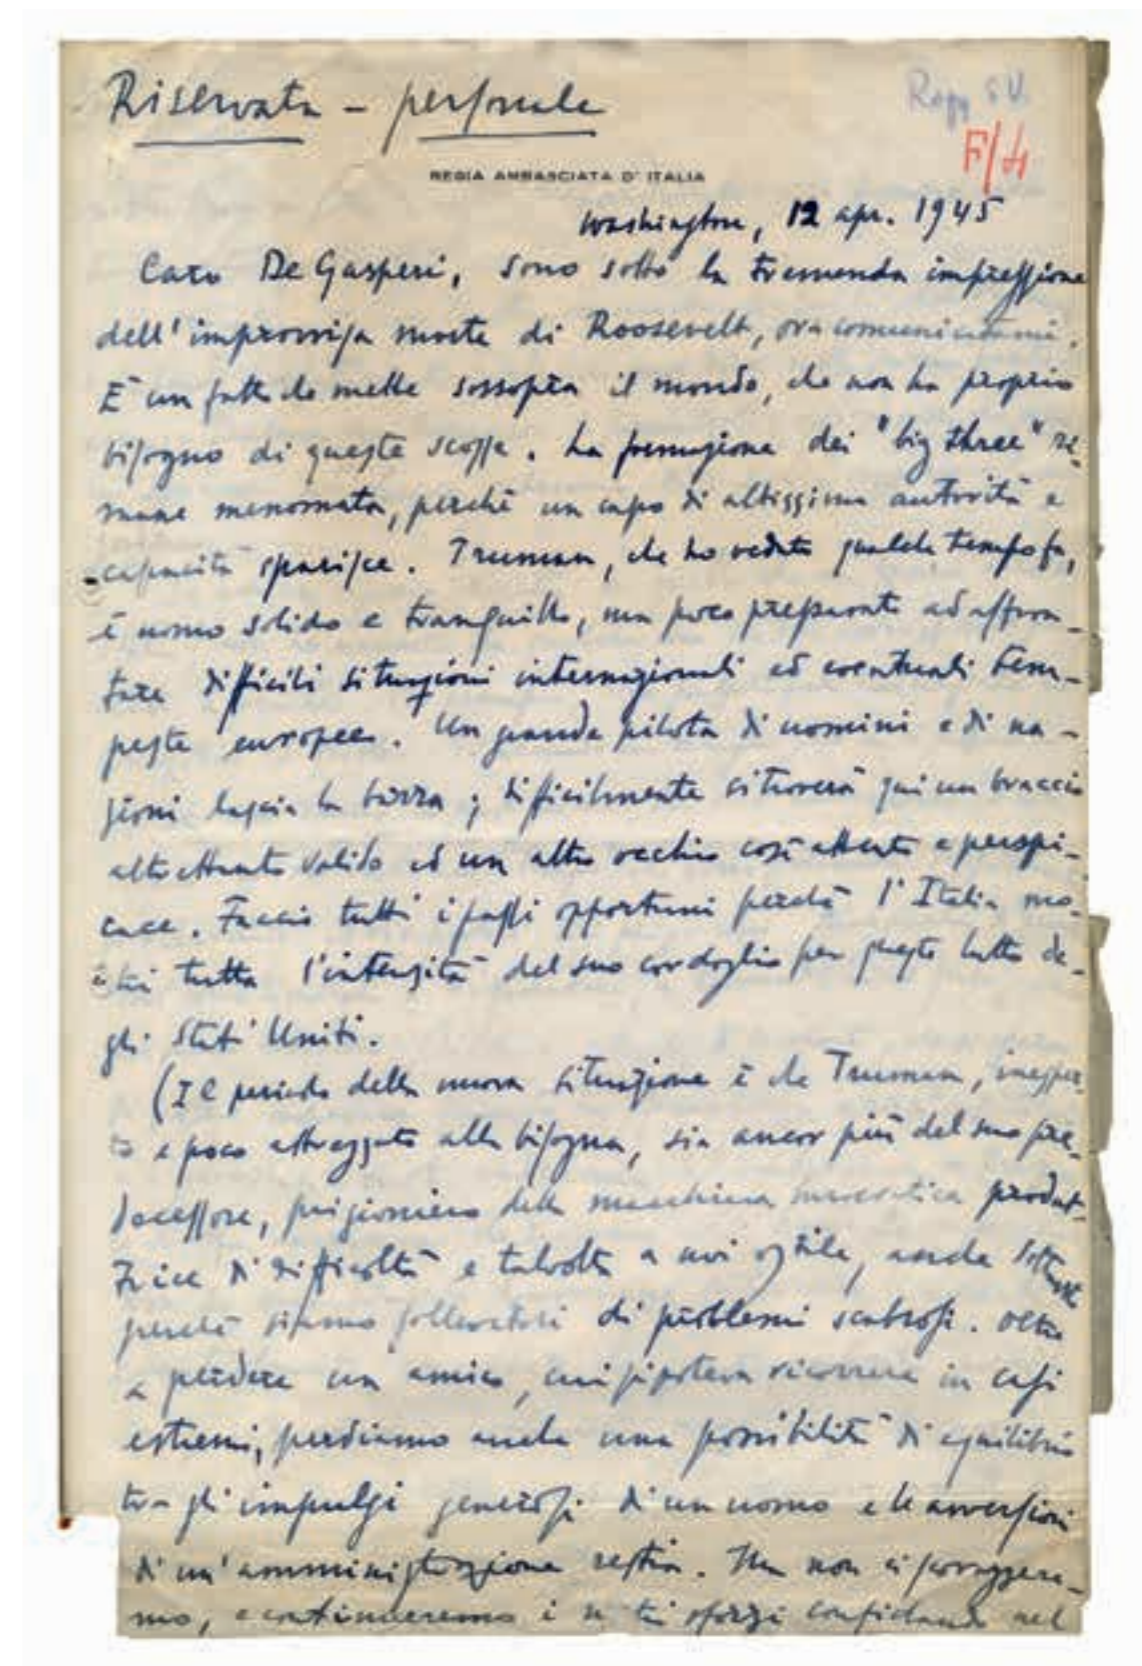 Riservata - personale
F/4
REGIA AMBASCIATA D'ITALIA
Washington, 12 apr. 1945
Caro De Gasperi, sono sotto la tremenda impressione
dell'improvvisa morte di Roosevelt, ora comunicatami.
È un fatto che mette sossopra il mondo, che non ha proprio
bisogno di queste scosse. La formazione dei "big three" ri-
mane menomata, perchè un capo di altissima autorità e
capacità sparisce. Truman, che ho veduto qualche tempo fa,
è uomo solido e tranquillo, ma poco preparato ad affron-
tare difficili situazioni internazionali ed eventuali tem-
peste europee. Un grande pilota di uomini e di na-
zioni lascia la barra; difficilmente si troverà qui un braccio
altrettanto valido ed un altro occhio così attento e perspi-
cace. Faccio tutti i passi opportuni perchè l'Italia mo-
stri tutta l'intensità del suo cordoglio per questo lutto de-
gli Stati Uniti.
(Il pericolo della nuova situazione è che Truman, inesper-
to e poco attrezzato alla bisogna, sia ancor più del suo pre-
decessore, prigioniero della macchina burocratica produt-
trice di difficoltà e talvolta a noi ostile, anche
perchè siamo sollevatori di problemi scabrosi. Oltre
a perdere un amico, cui si poteva ricorrere in casi
estremi, perdiamo anche una possibilità di equilibrio
tra gli impulsi generosi di un uomo e le avversioni
di un'amministrazione restia. Ma non ci scoraggere-
mo, e continueremo i sforzi confidando nel